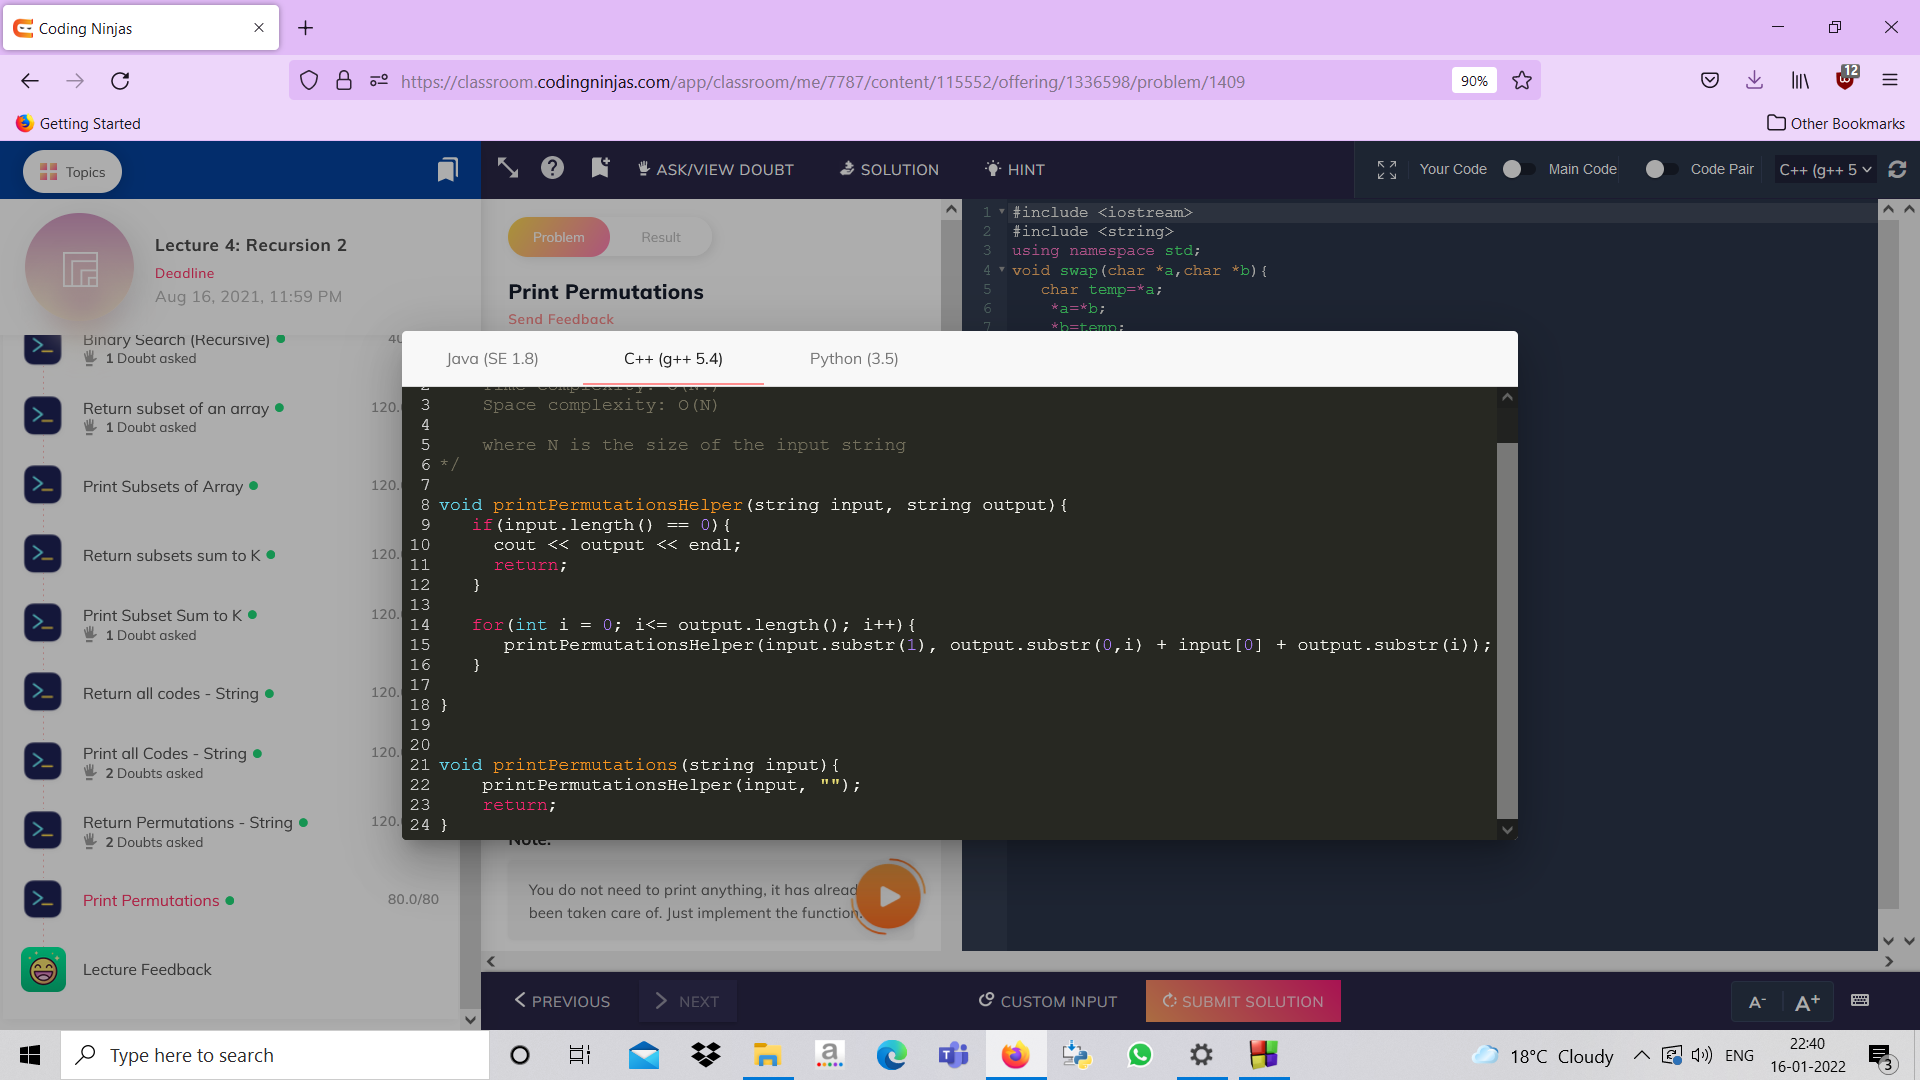 Coding Ninjas
https://classroom.codingninjas.com/app/classroom/me/7787/content/115552/offering/1336598/problem/1409
90%
12
Getting Started
Other Bookmarks
Topics
ASK/VIEW DOUBT
SOLUTION
HINT
Your Code
Main Code
Code Pair
C++ (g++ 5
Lecture 4: Recursion 2
Deadline
Aug 16, 2021, 11:59 PM
Binary Search (Recursive)
1 Doubt asked
Return subset of an array
120.
1 Doubt asked
Print Subsets of Array
120.
Return subsets sum to K
120.
Print Subset Sum to K
120.
1 Doubt asked
Return all codes - String
120.
Print all Codes - String
120.
2 Doubts asked
Return Permutations - String
120.
2 Doubts asked
Print Permutations
80.0/80
Lecture Feedback
Problem
Result
Print Permutations
Send Feedback
1 #include <iostream>
2 #include <string>
3 using namespace std;
4 void swap(char *a,char *b){
5 char temp=*a;
6 *a=*b;
7 *b=temp;
Java (SE 1.8)
C++ (g++ 5.4)
Python (3.5)
3 Space complexity: O(N)
4
5 where N is the size of the input string
6 */
7
8 void printPermutationsHelper(string input, string output){
9 if(input.length() == 0){
10 cout << output << endl;
11 return;
12 }
13
14 for(int i = 0; i<= output.length(); i++){
15 printPermutationsHelper(input.substr(1), output.substr(0,i) + input[0] + output.substr(i));
16 }
17
18 }
19
20
21 void printPermutations(string input){
22 printPermutationsHelper(input, "");
23 return;
24 }
Note:
You do not need to print anything, it has alread
been taken care of. Just implement the function.
PREVIOUS
NEXT
CUSTOM INPUT
SUBMIT SOLUTION
A-
A+
Type here to search
18°C Cloudy
ENG
22:40
16-01-2022
3